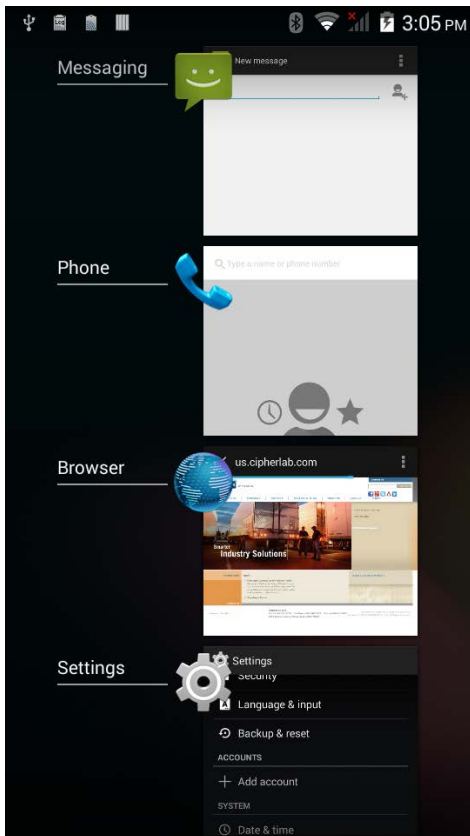 3:05 PM
Messaging
New message
Phone
Type a name or phone number
Browser
us.cipherlab.com
Smarter
Industry Solutions
Settings
Settings
Security
Language & input
Backup & reset
ACCOUNTS
Add account
SYSTEM
Date & time